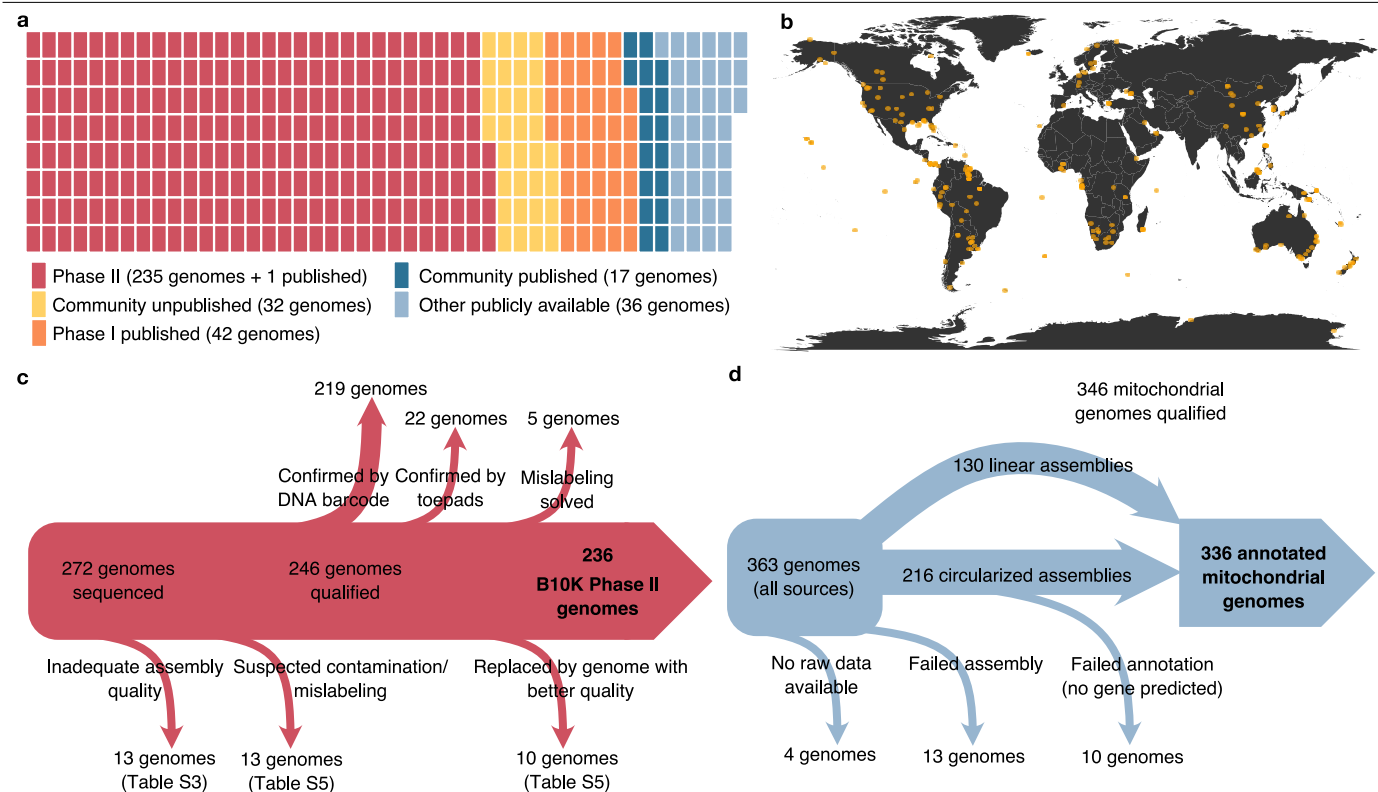 a
b
Phase II (235 genomes + 1 published)
Community unpublished (32 genomes)
Phase I published (42 genomes)
Community published (17 genomes)
Other publicly available (36 genomes)
c
219 genomes
22 genomes
5 genomes
Confirmed by
DNA barcode
Confirmed by
toepads
Mislabeling
solved
272 genomes
sequenced
246 genomes
qualified
236
B10K Phase II
genomes
Inadequate assembly
quality
Suspected contamination/
mislabeling
Replaced by genome with
better quality
13 genomes
(Table S3)
13 genomes
(Table S5)
10 genomes
(Table S5)
d
346 mitochondrial
genomes qualified
130 linear assemblies
363 genomes
(all sources)
216 circularized assemblies
336 annotated
mitochondrial
genomes
No raw data
available
Failed assembly
Failed annotation
(no gene predicted)
4 genomes
13 genomes
10 genomes